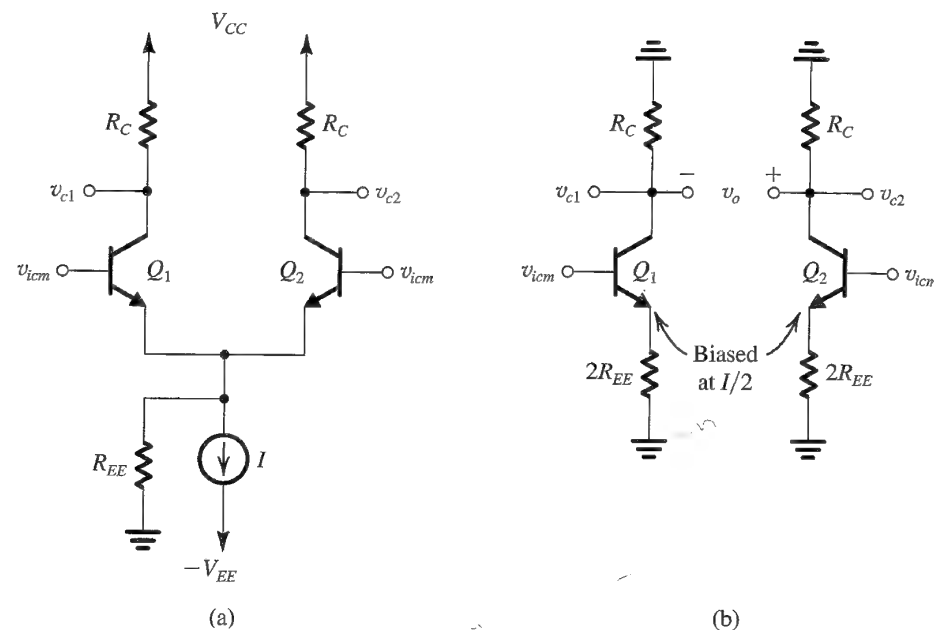 V_CC
R_C R_C R_C R_C
v_c1 v_c2 v_c1 − v_o + v_c2
v_icm Q_1 Q_2 v_icm v_icm Q_1 Q_2 v_icm
Biased
at I/2
2R_EE 2R_EE
R_EE I
−V_EE
(a) (b)